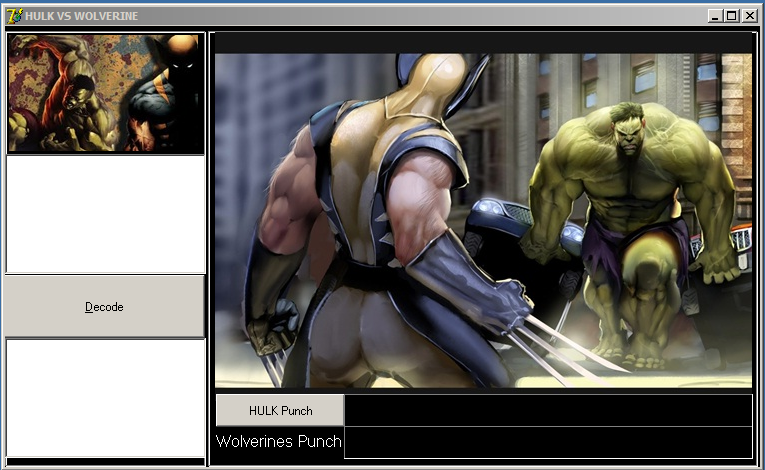 HULK VS WOLVERINE
Decode
HULK Punch
Wolverines Punch